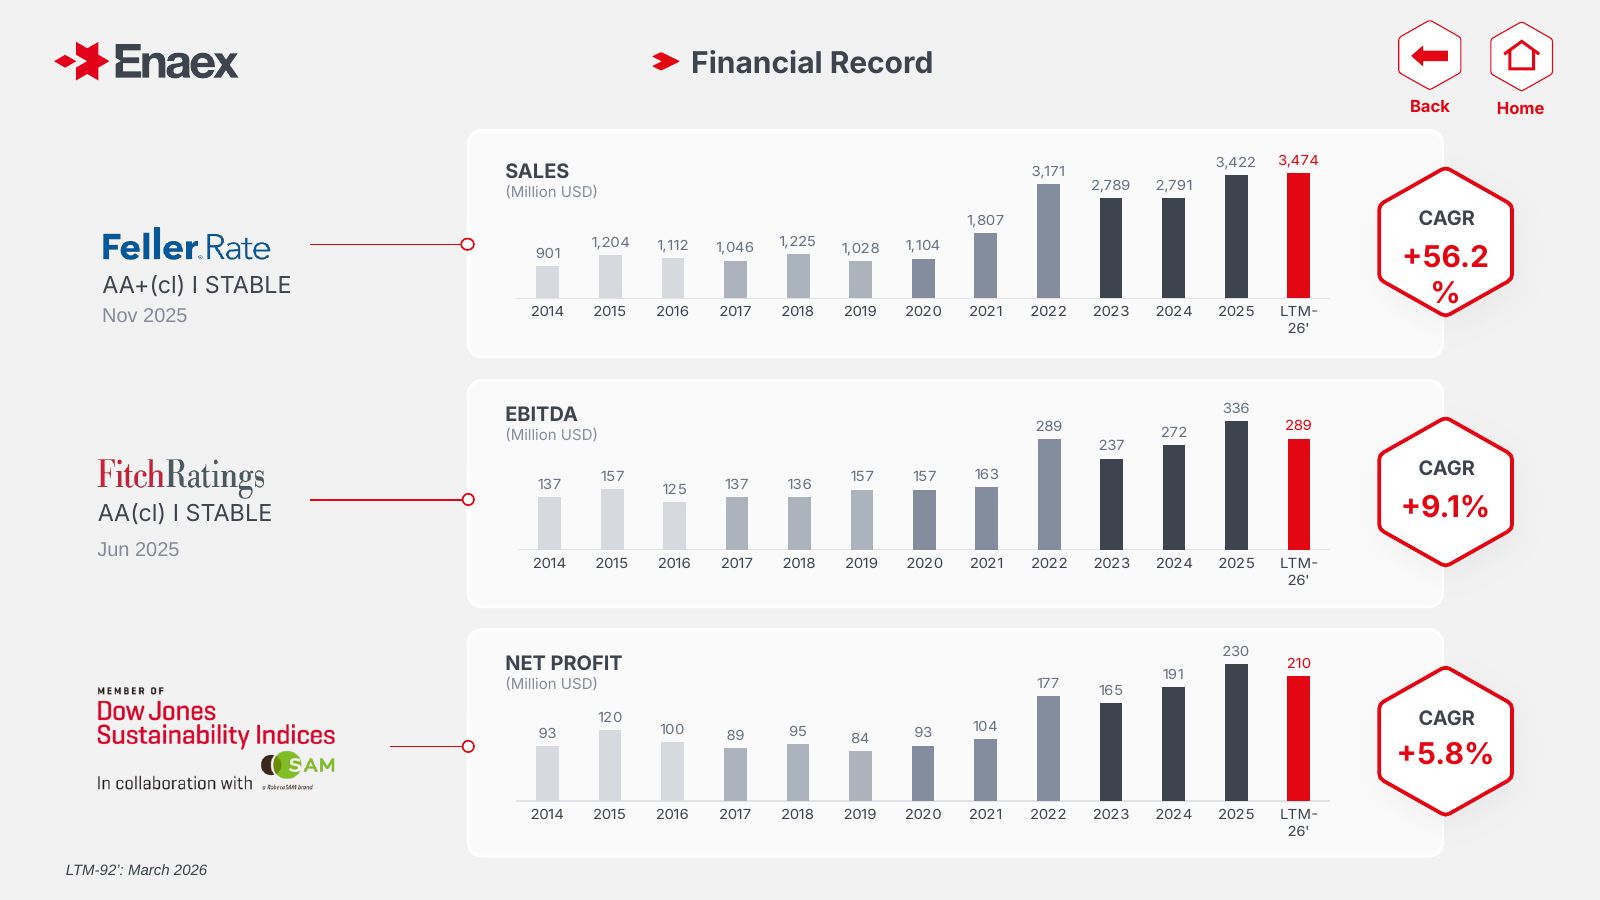 Enaex
Financial Record
Back
Home
Feller.Rate
AA+(cl) I STABLE
Nov 2025
SALES
(Million USD)
901
1,204
1,112
1,046
1,225
1,028
1,104
1,807
3,171
2,789
2,791
3,422
3,474
2014
2015
2016
2017
2018
2019
2020
2021
2022
2023
2024
2025
LTM-
26'
CAGR
+56.2
%
FitchRatings
AA(cl) I STABLE
Jun 2025
EBITDA
(Million USD)
137
157
125
137
136
157
157
163
289
237
272
336
289
2014
2015
2016
2017
2018
2019
2020
2021
2022
2023
2024
2025
LTM-
26'
CAGR
+9.1%
MEMBER OF
Dow Jones
Sustainability Indices
In collaboration with
SAM
a RobecoSAM brand
NET PROFIT
(Million USD)
93
120
100
89
95
84
93
104
177
165
191
230
210
2014
2015
2016
2017
2018
2019
2020
2021
2022
2023
2024
2025
LTM-
26'
CAGR
+5.8%
LTM-92’: March 2026